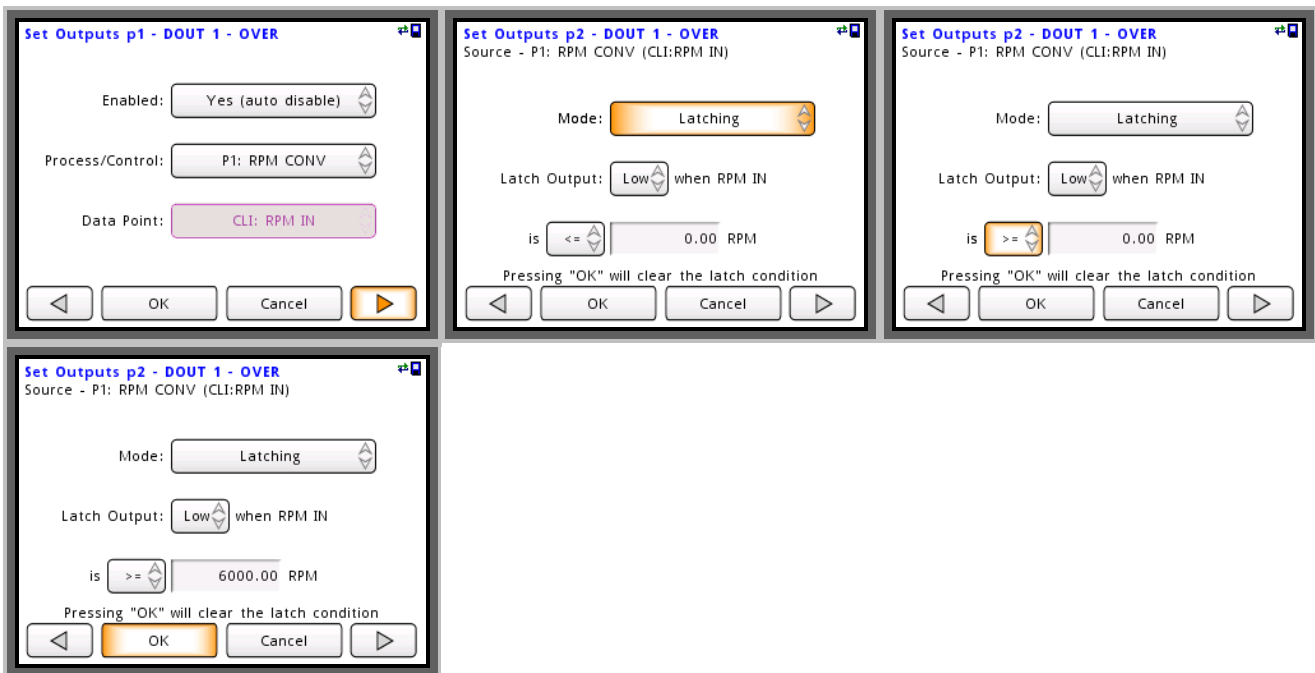 Set Outputs p1 - DOUT 1 - OVER
Enabled: Yes (auto disable)
Process/Control: P1: RPM CONV
Data Point: CLI: RPM IN
OK Cancel
Set Outputs p2 - DOUT 1 - OVER
Source - P1: RPM CONV (CLI:RPM IN)
Mode: Latching
Latch Output: Low when RPM IN
is <= 0.00 RPM
Pressing "OK" will clear the latch condition
OK Cancel
Set Outputs p2 - DOUT 1 - OVER
Source - P1: RPM CONV (CLI:RPM IN)
Mode: Latching
Latch Output: Low when RPM IN
is >= 0.00 RPM
Pressing "OK" will clear the latch condition
OK Cancel
Set Outputs p2 - DOUT 1 - OVER
Source - P1: RPM CONV (CLI:RPM IN)
Mode: Latching
Latch Output: Low when RPM IN
is >= 6000.00 RPM
Pressing "OK" will clear the latch condition
OK Cancel